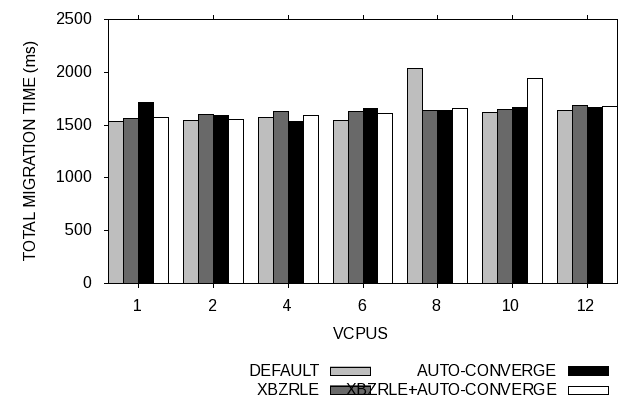 2500
2000
1500
1000
500
0
TOTAL MIGRATION TIME (ms)
1 2 4 6 8 10 12
VCPUS
DEFAULT AUTO-CONVERGE
XBZRLE XBZRLE+AUTO-CONVERGE